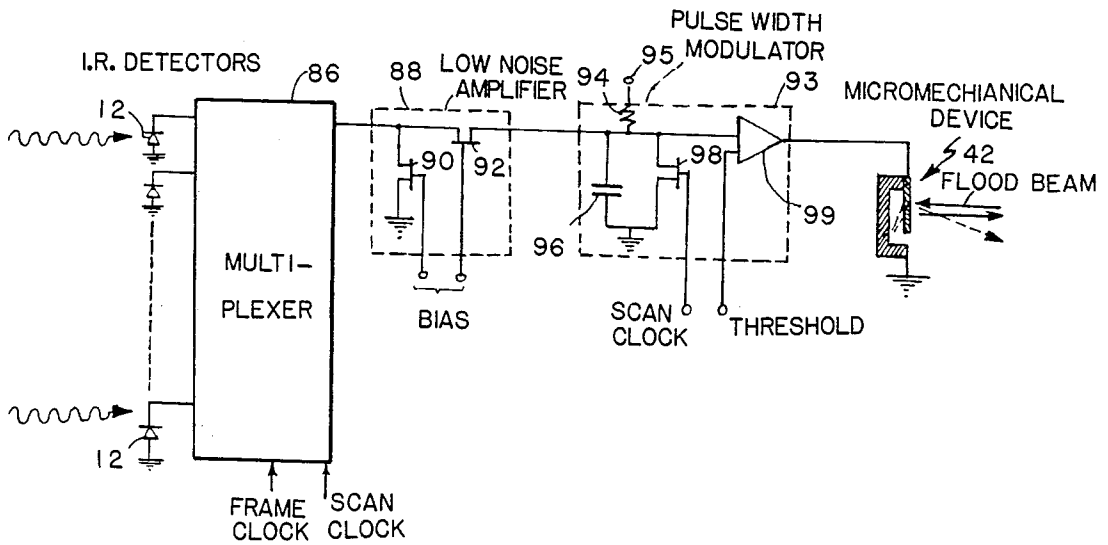 PULSE WIDTH
MODULATOR
I.R. DETECTORS
86
LOW NOISE
AMPLIFIER
88
94
95
93
MICROMECHIANICAL
DEVICE
12
90
92
98
42
FLOOD BEAM
99
96
MULTI-
PLEXER
BIAS
SCAN
CLOCK
THRESHOLD
12
FRAME
CLOCK
SCAN
CLOCK